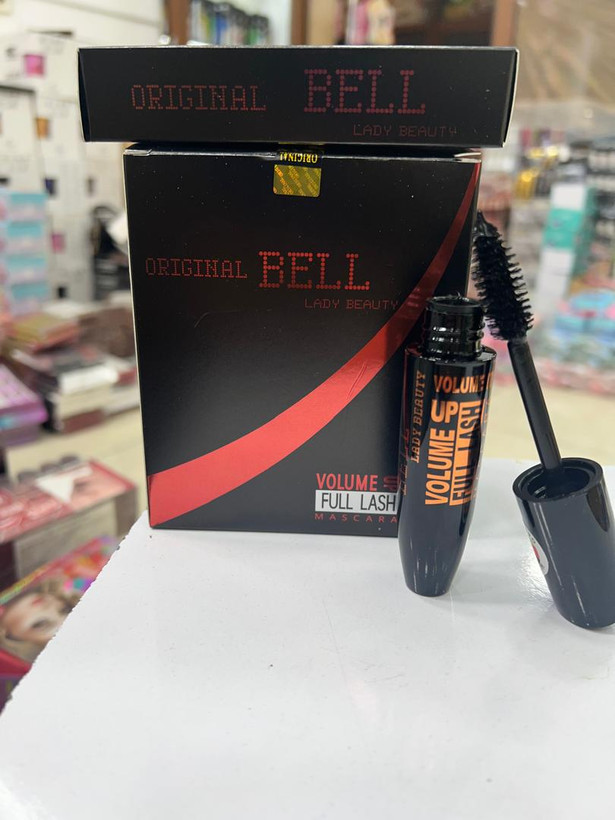 ORIGINAL BELL
LADY BEAUTY
ORIGINAL
ORIGINAL BELL
LADY BEAUTY
VOLUME
FULL LASH
MASCARA
LADY BEAUTY
VOLUME
VOLUME UP
FULL LASH